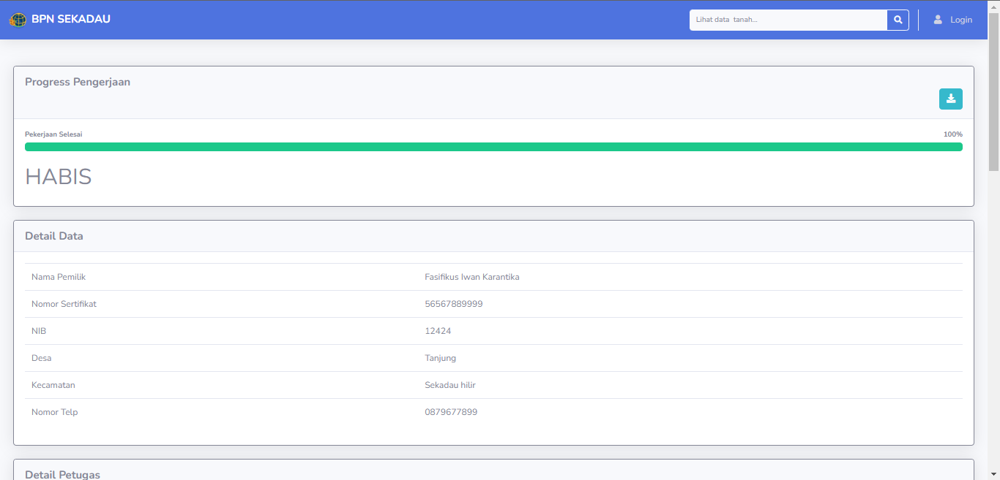 BPN SEKADAU
Lihat data tanah...
Login
Progress Pengerjaan
Pekerjaan Selesai 100%
HABIS
Detail Data
Nama Pemilik Fasifikus Iwan Karantika
Nomor Sertifikat 56567889999
NIB 12424
Desa Tanjung
Kecamatan Sekadau hilir
Nomor Telp 0879677899
Detail Petugas